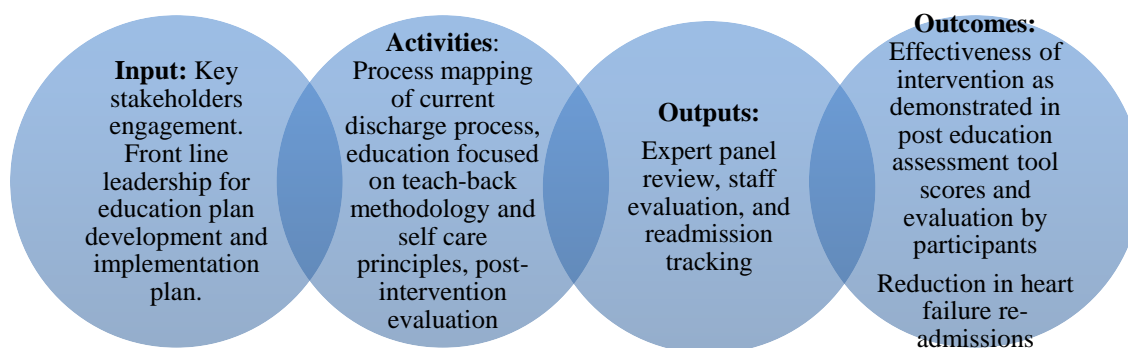 Input: Key
stakeholders
engagement.
Front line
leadership for
education plan
development and
implementation
plan.
Activities:
Process mapping
of current
discharge process,
education focused
on teach-back
methodology and
self care
principles, post-
intervention
evaluation
Outputs:
Expert panel
review, staff
evaluation, and
readmission
tracking
Outcomes:
Effectiveness of
intervention as
demonstrated in
post education
assessment tool
scores and
evaluation by
participants
Reduction in heart
failure re-
admissions